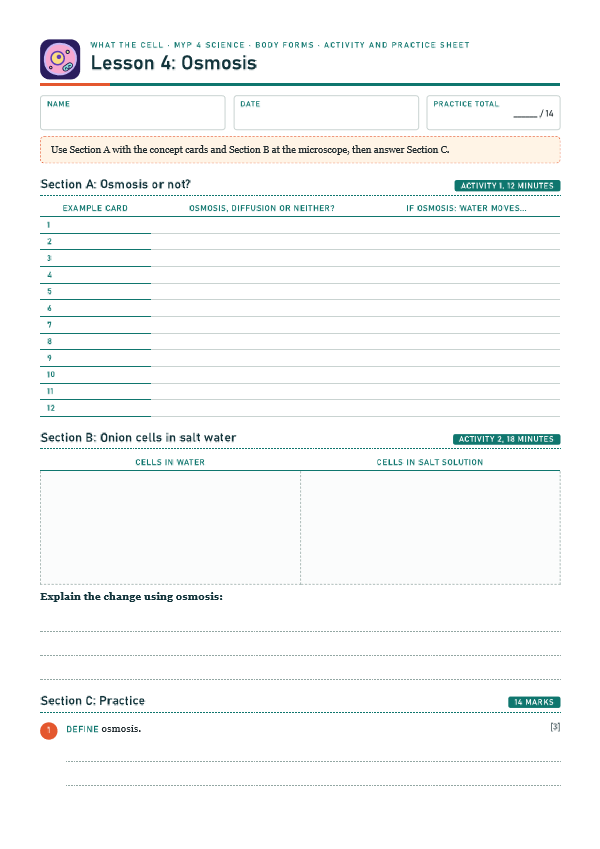 WHAT THE CELL · MYP 4 SCIENCE · BODY FORMS · ACTIVITY AND PRACTICE SHEET
Lesson 4: Osmosis
NAME
DATE
PRACTICE TOTAL
_____ / 14
Use Section A with the concept cards and Section B at the microscope, then answer Section C.
Section A: Osmosis or not?
ACTIVITY 1, 12 MINUTES
EXAMPLE CARD OSMOSIS, DIFFUSION OR NEITHER? IF OSMOSIS: WATER MOVES...
1
2
3
4
5
6
7
8
9
10
11
12
Section B: Onion cells in salt water
ACTIVITY 2, 18 MINUTES
CELLS IN WATER CELLS IN SALT SOLUTION
Explain the change using osmosis:
Section C: Practice
14 MARKS
1 DEFINE osmosis. [3]